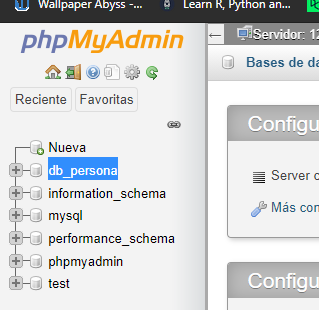 Wallpaper Abyss -...
Learn R, Python an...
phpMyAdmin
Servidor: 12
Bases de da
Reciente
Favoritas
Configu
Nueva
db_persona
Server c
information_schema
Más con
mysql
performance_schema
phpmyadmin
Configu
test